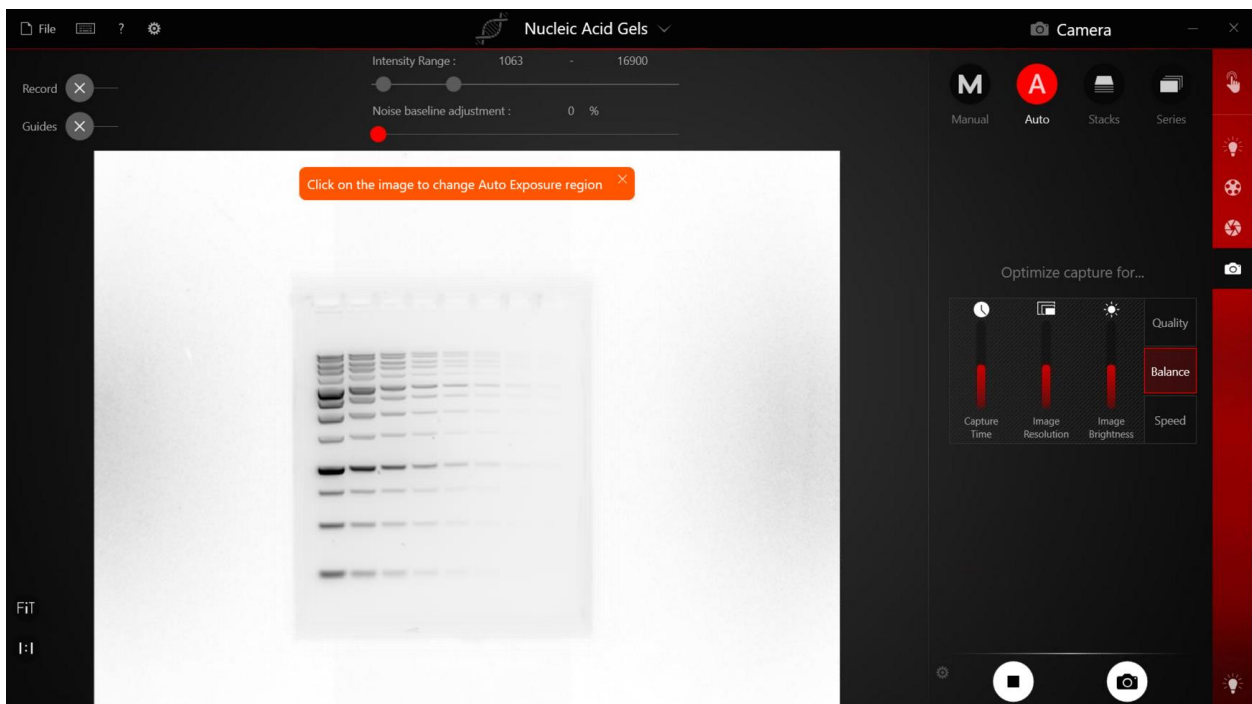 File
?
Nucleic Acid Gels
Camera
Record
Guides
Intensity Range : 1063 - 16900
Noise baseline adjustment : 0 %
Click on the image to change Auto Exposure region
M
A
Manual
Auto
Stacks
Series
Optimize capture for...
Capture
Time
Image
Resolution
Image
Brightness
Quality
Balance
Speed
FiT
1:1